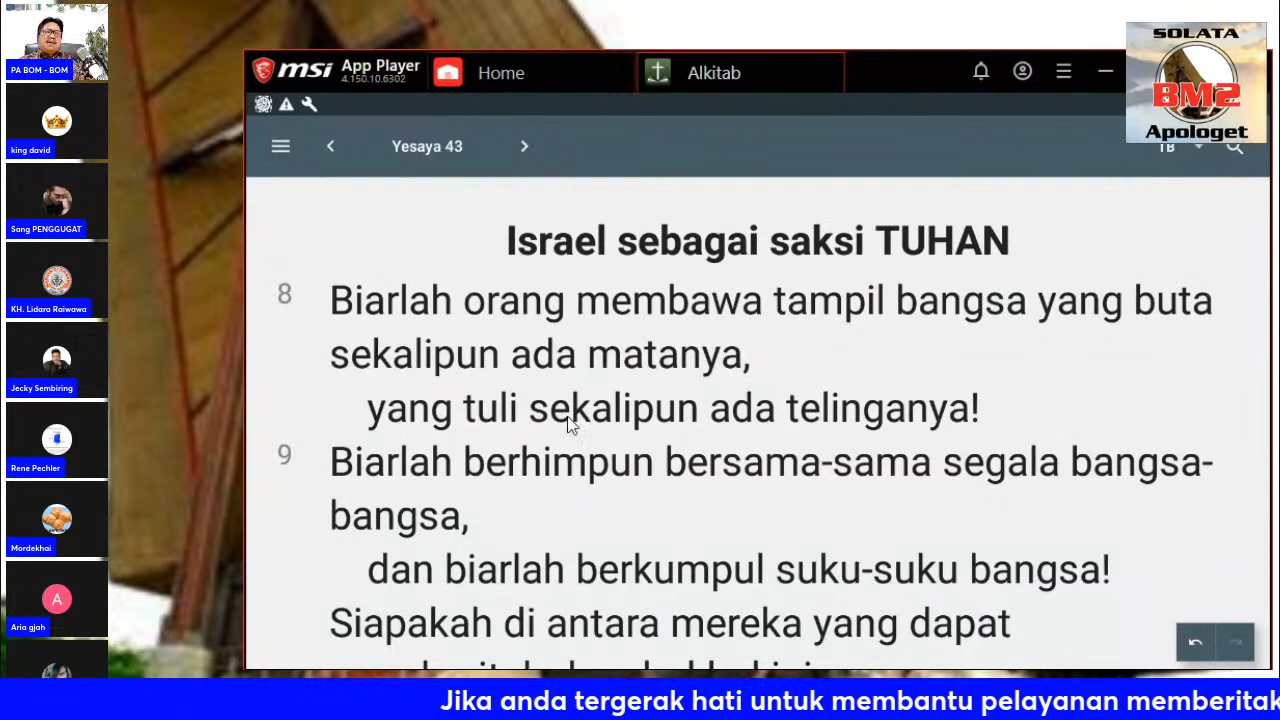 PA BOM - BOM
king david
Sang PENGGUGAT
KH. Lidara Raiwawa
Jecky Sembiring
Rene Pechler
Mordekhai
A
Aria gjah
msi App Player
4.150.10.6302
Home
Alkitab
SOLATA
BM2
Apologet
Yesaya 43
TB
Israel sebagai saksi TUHAN
8 Biarlah orang membawa tampil bangsa yang buta
sekalipun ada matanya,
yang tuli sekalipun ada telinganya!
9 Biarlah berhimpun bersama-sama segala bangsa-
bangsa,
dan biarlah berkumpul suku-suku bangsa!
Siapakah di antara mereka yang dapat
Jika anda tergerak hati untuk membantu pelayanan memberitak